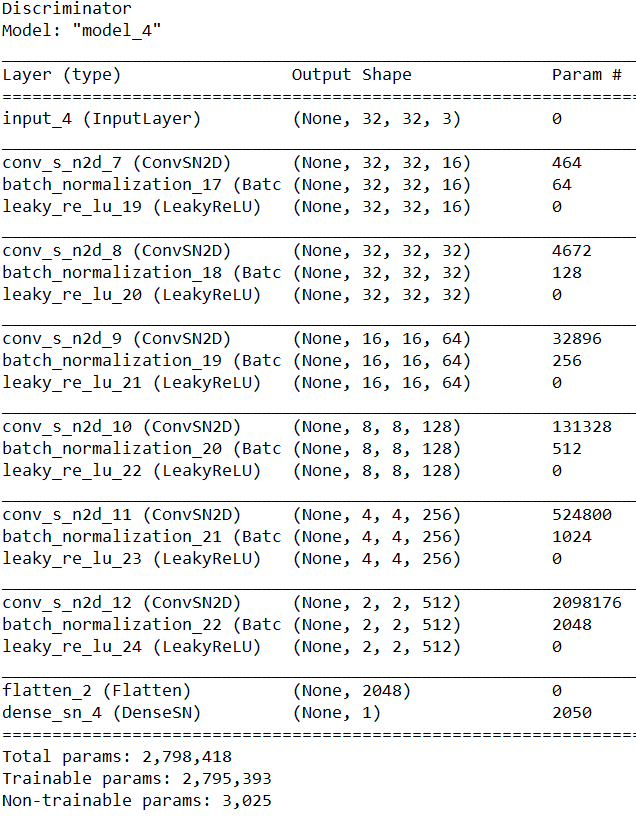 Discriminator
Model: "model_4"
Layer (type) Output Shape Param #
input_4 (InputLayer) (None, 32, 32, 3) 0
conv_s_n2d_7 (ConvSN2D) (None, 32, 32, 16) 464
batch_normalization_17 (Batc (None, 32, 32, 16) 64
leaky_re_lu_19 (LeakyReLU) (None, 32, 32, 16) 0
conv_s_n2d_8 (ConvSN2D) (None, 32, 32, 32) 4672
batch_normalization_18 (Batc (None, 32, 32, 32) 128
leaky_re_lu_20 (LeakyReLU) (None, 32, 32, 32) 0
conv_s_n2d_9 (ConvSN2D) (None, 16, 16, 64) 32896
batch_normalization_19 (Batc (None, 16, 16, 64) 256
leaky_re_lu_21 (LeakyReLU) (None, 16, 16, 64) 0
conv_s_n2d_10 (ConvSN2D) (None, 8, 8, 128) 131328
batch_normalization_20 (Batc (None, 8, 8, 128) 512
leaky_re_lu_22 (LeakyReLU) (None, 8, 8, 128) 0
conv_s_n2d_11 (ConvSN2D) (None, 4, 4, 256) 524800
batch_normalization_21 (Batc (None, 4, 4, 256) 1024
leaky_re_lu_23 (LeakyReLU) (None, 4, 4, 256) 0
conv_s_n2d_12 (ConvSN2D) (None, 2, 2, 512) 2098176
batch_normalization_22 (Batc (None, 2, 2, 512) 2048
leaky_re_lu_24 (LeakyReLU) (None, 2, 2, 512) 0
flatten_2 (Flatten) (None, 2048) 0
dense_sn_4 (DenseSN) (None, 1) 2050
Total params: 2,798,418
Trainable params: 2,795,393
Non-trainable params: 3,025